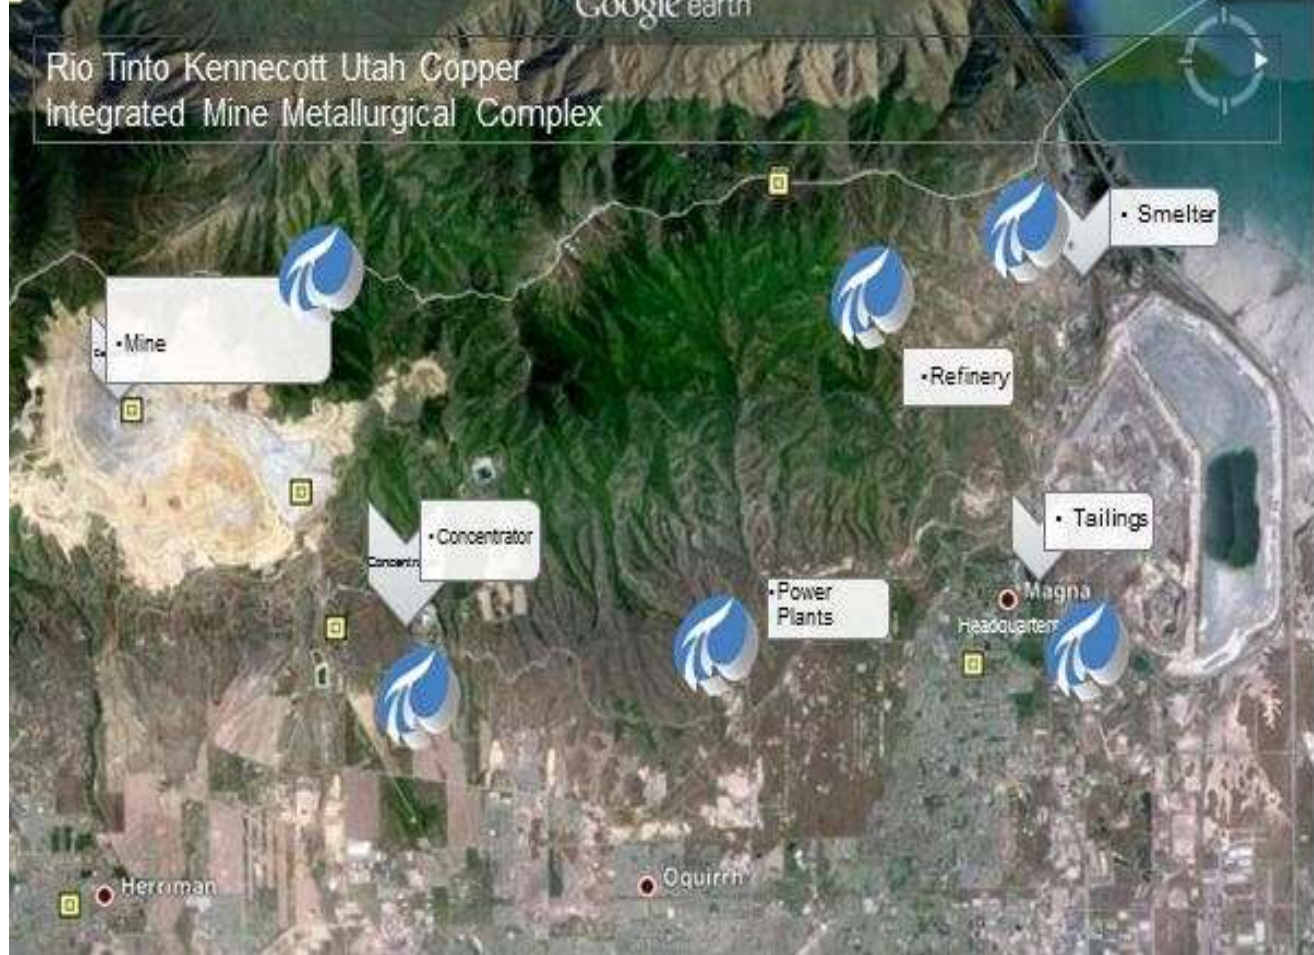 Google earth
Rio Tinto Kennecott Utah Copper
Integrated Mine Metallurgical Complex
• Smelter
•Mine
•Refinery
• Tailings
•Concentrator
Concentr
•Power
Plants
Magna
Headquarters
Herriman
Oquirrh